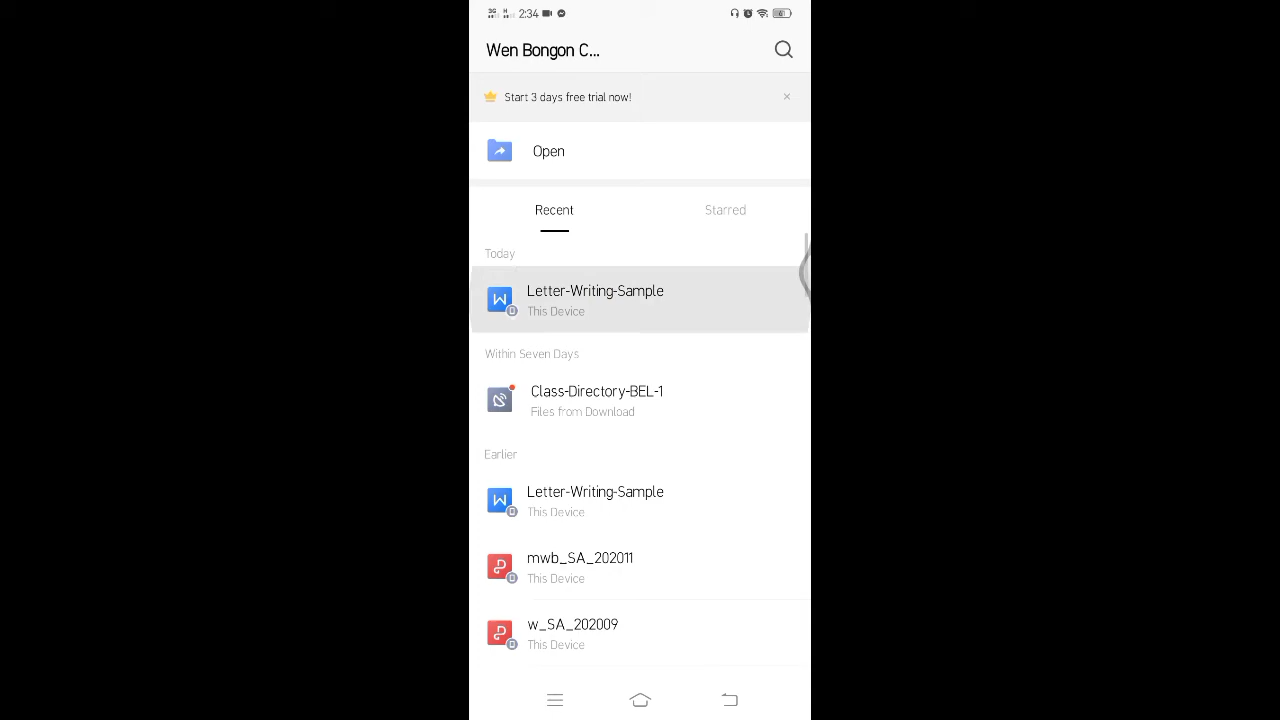 3G H 2:34
Wen Bongon C...
Start 3 days free trial now!
Open
Recent Starred
Today
Letter-Writing-Sample
This Device
Within Seven Days
Class-Directory-BEL-1
Files from Download
Earlier
Letter-Writing-Sample
This Device
mwb_SA_202011
This Device
w_SA_202009
This Device